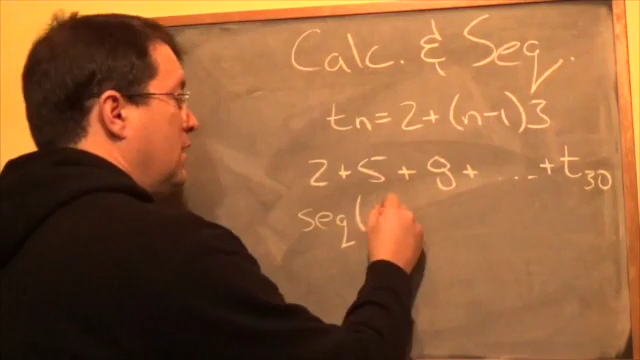 Calc. & Seq.
tn = 2 + (n-1)3
2 + 5 + 8 + ... + t30
seq(